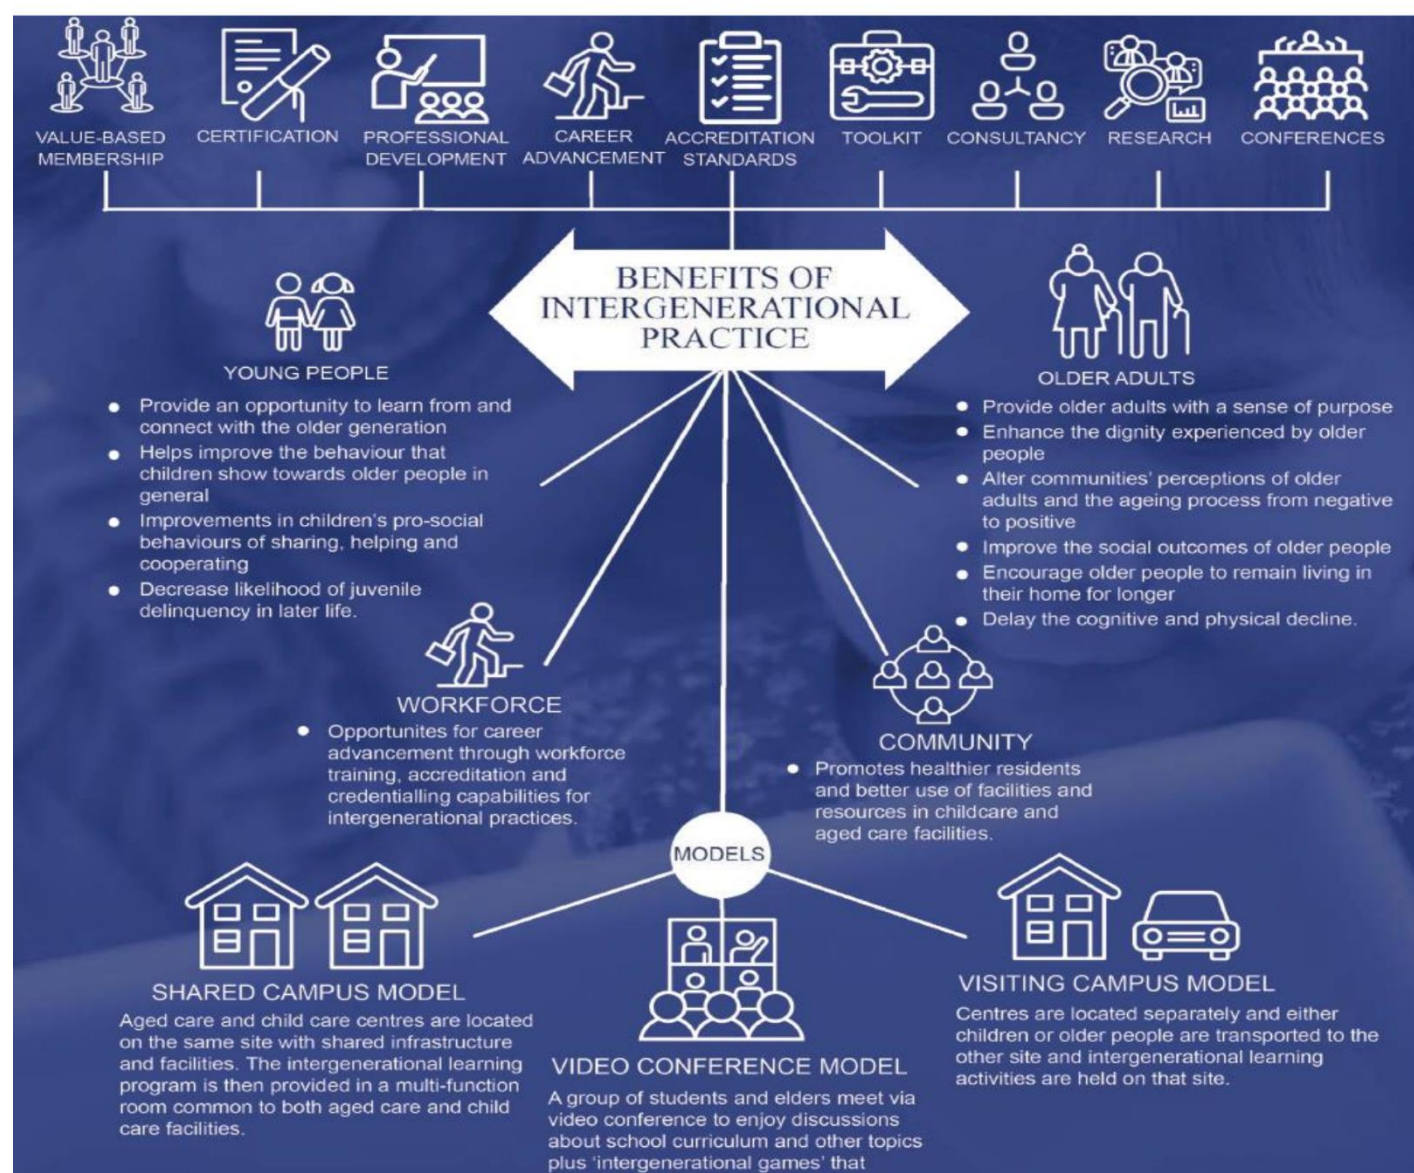 VALUE-BASED
MEMBERSHIP
CERTIFICATION
PROFESSIONAL
DEVELOPMENT
CAREER
ADVANCEMENT
ACCREDITATION
STANDARDS
TOOLKIT
CONSULTANCY
RESEARCH
CONFERENCES
BENEFITS OF
INTERGENERATIONAL
PRACTICE
YOUNG PEOPLE
• Provide an opportunity to learn from and
connect with the older generation
• Helps improve the behaviour that
children show towards older people in
general
• Improvements in children's pro-social
behaviours of sharing, helping and
cooperating
• Decrease likelihood of juvenile
delinquency in later life.
OLDER ADULTS
• Provide older adults with a sense of purpose
• Enhance the dignity experienced by older
people
• Alter communities' perceptions of older
adults and the ageing process from negative
to positive
• Improve the social outcomes of older people
• Encourage older people to remain living in
their home for longer
• Delay the cognitive and physical decline.
WORKFORCE
• Opportunites for career
advancement through workforce
training, accreditation and
credentialling capabilities for
intergenerational practices.
COMMUNITY
• Promotes healthier residents
and better use of facilities and
resources in childcare and
aged care facilities.
MODELS
SHARED CAMPUS MODEL
Aged care and child care centres are located
on the same site with shared infrastructure
and facilities. The intergenerational learning
program is then provided in a multi-function
room common to both aged care and child
care facilities.
VIDEO CONFERENCE MODEL
A group of students and elders meet via
video conference to enjoy discussions
about school curriculum and other topics
plus 'intergenerational games' that
VISITING CAMPUS MODEL
Centres are located separately and either
children or older people are transported to the
other site and intergenerational learning
activities are held on that site.